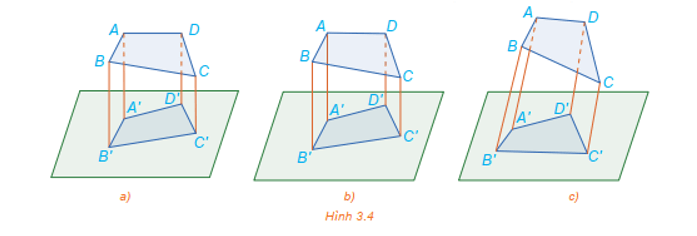 A D
B C
A' D'
B' C'
a)
A D
B C
A' D'
B' C'
b)
A D
B C
A' D'
B' C'
c)
Hình 3.4